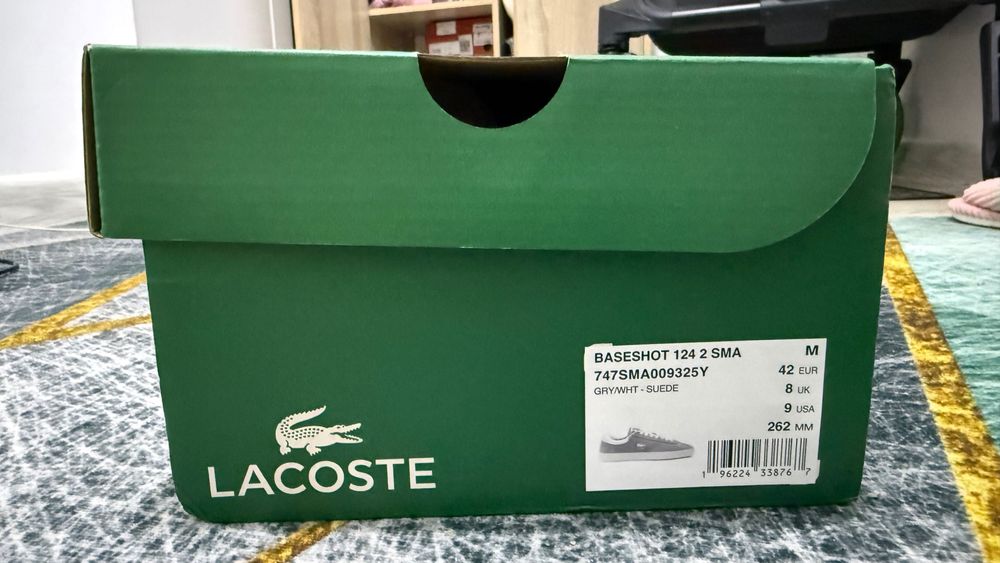 LACOSTE
BASESHOT 124 2 SMA M
747SMA009325Y 42 EUR
GRY/WHT - SUEDE 8 UK
9 USA
262 MM
1 96224 33876 7